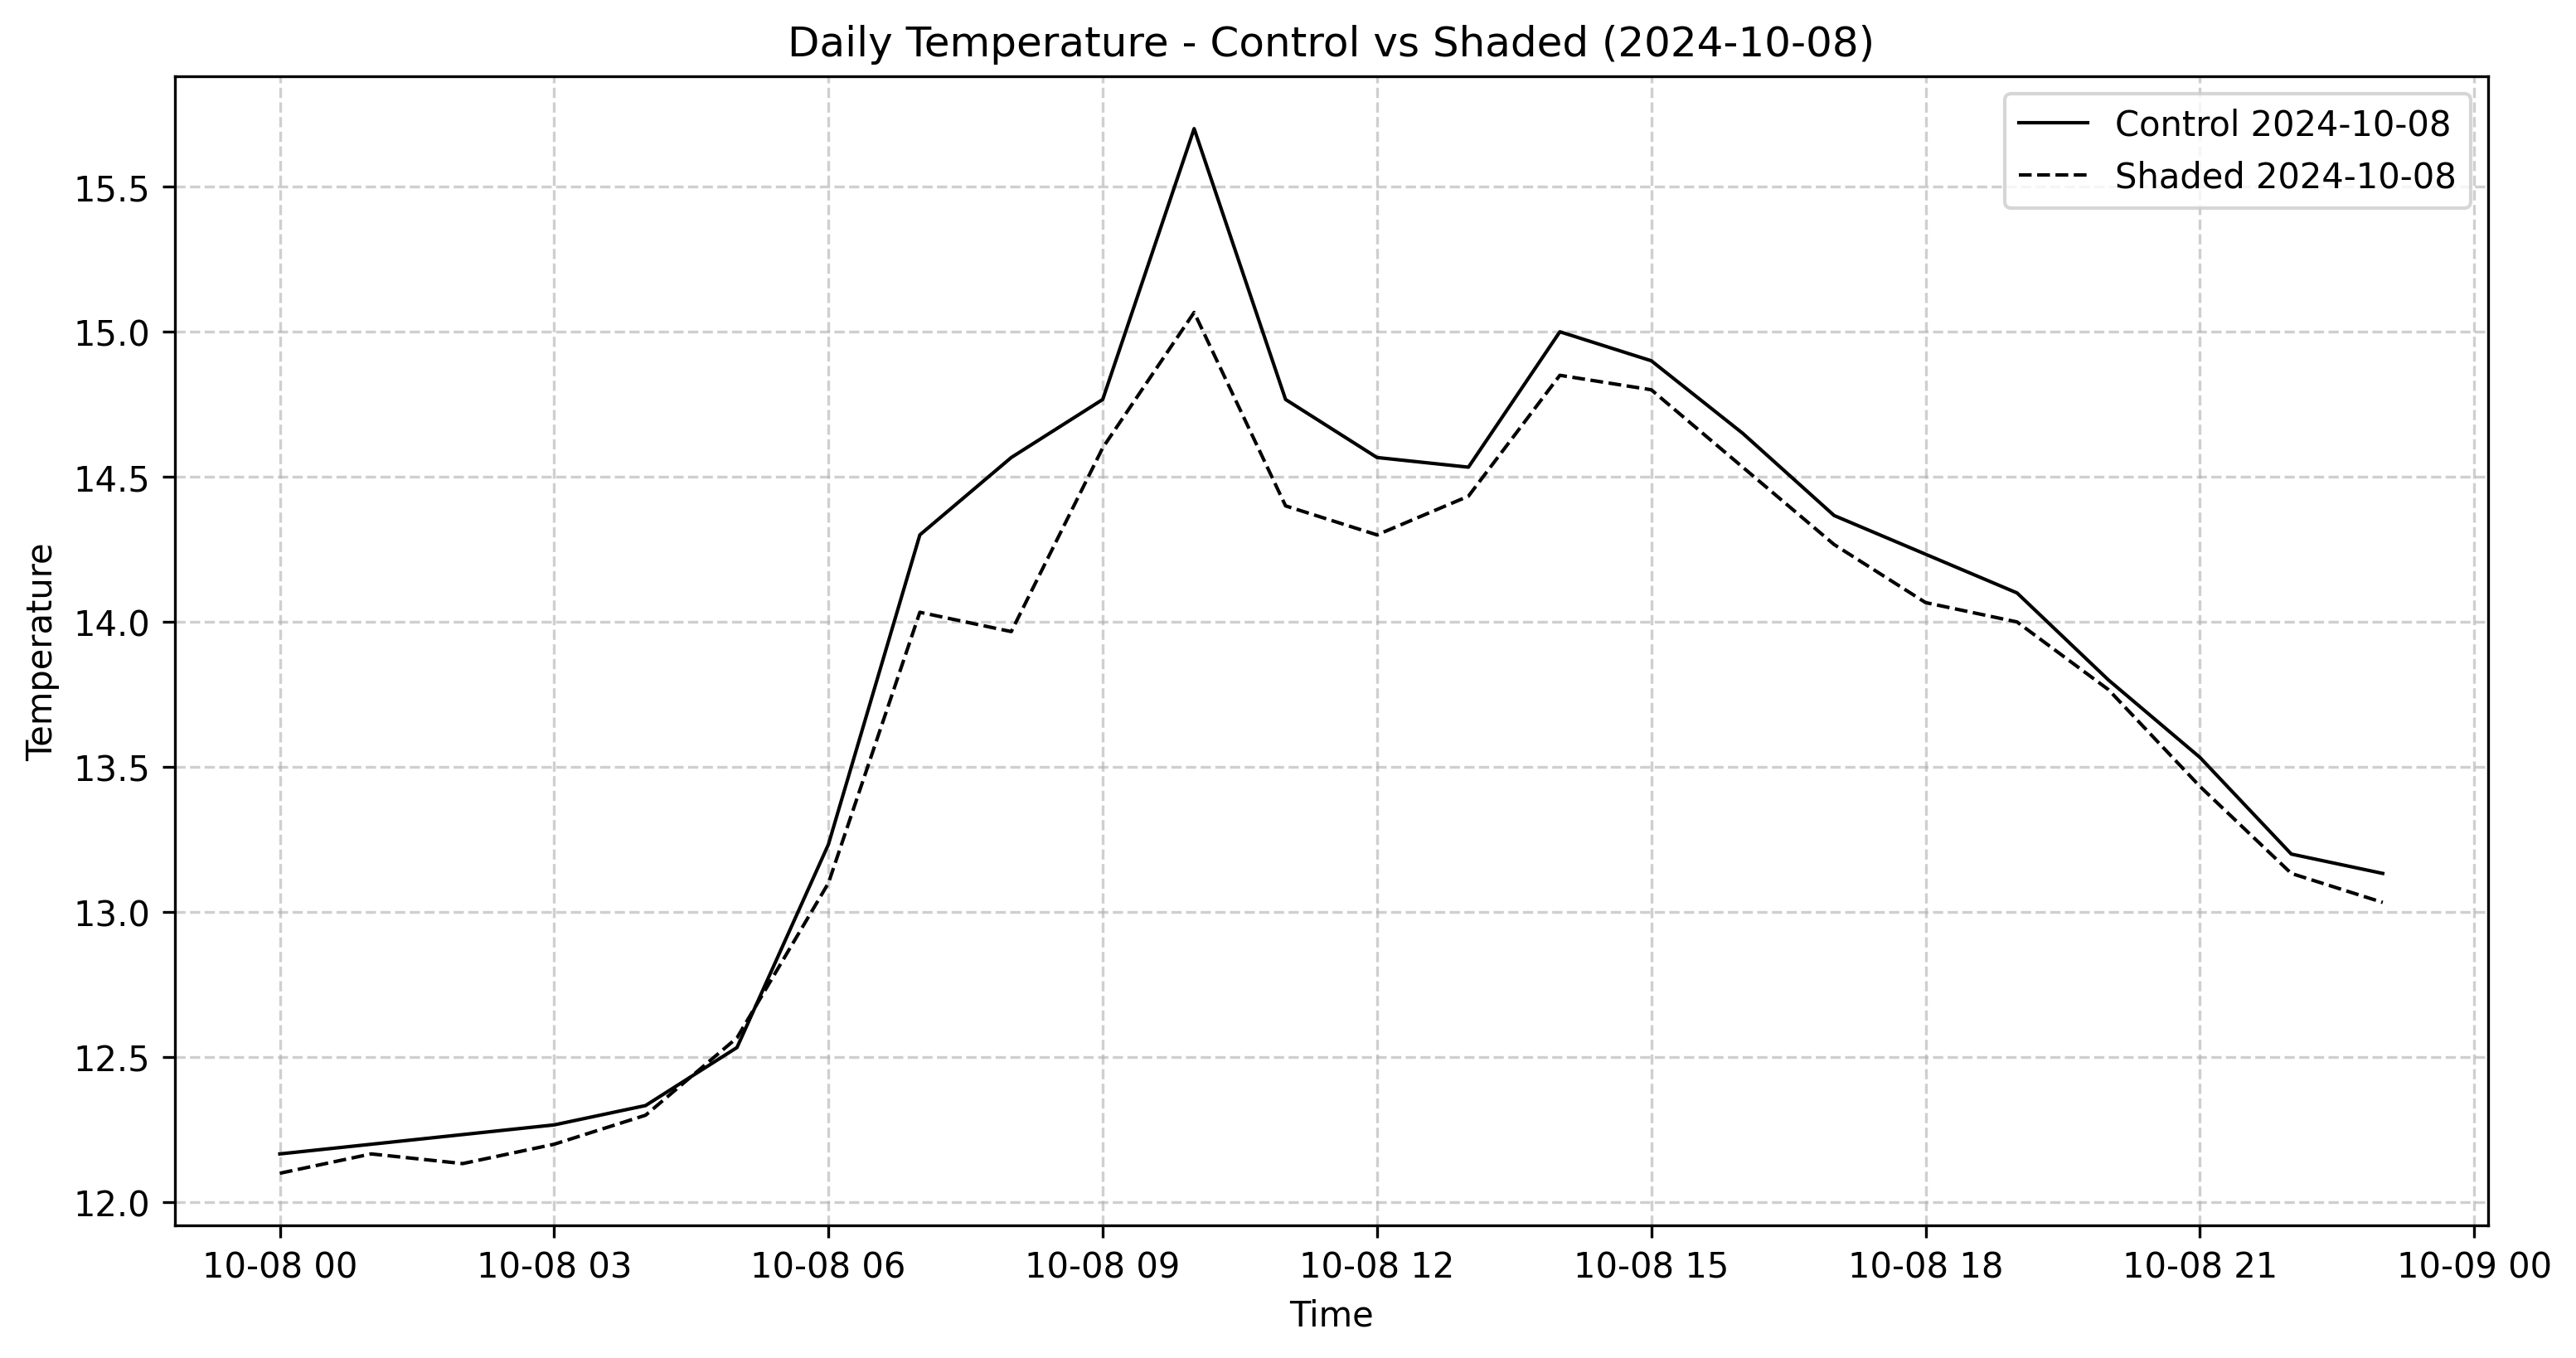 Daily Temperature - Control vs Shaded (2024-10-08)
Control 2024-10-08
Shaded 2024-10-08
Temperature
15.5
15.0
14.5
14.0
13.5
13.0
12.5
12.0
10-08 00 10-08 03 10-08 06 10-08 09 10-08 12 10-08 15 10-08 18 10-08 21 10-09 00
Time